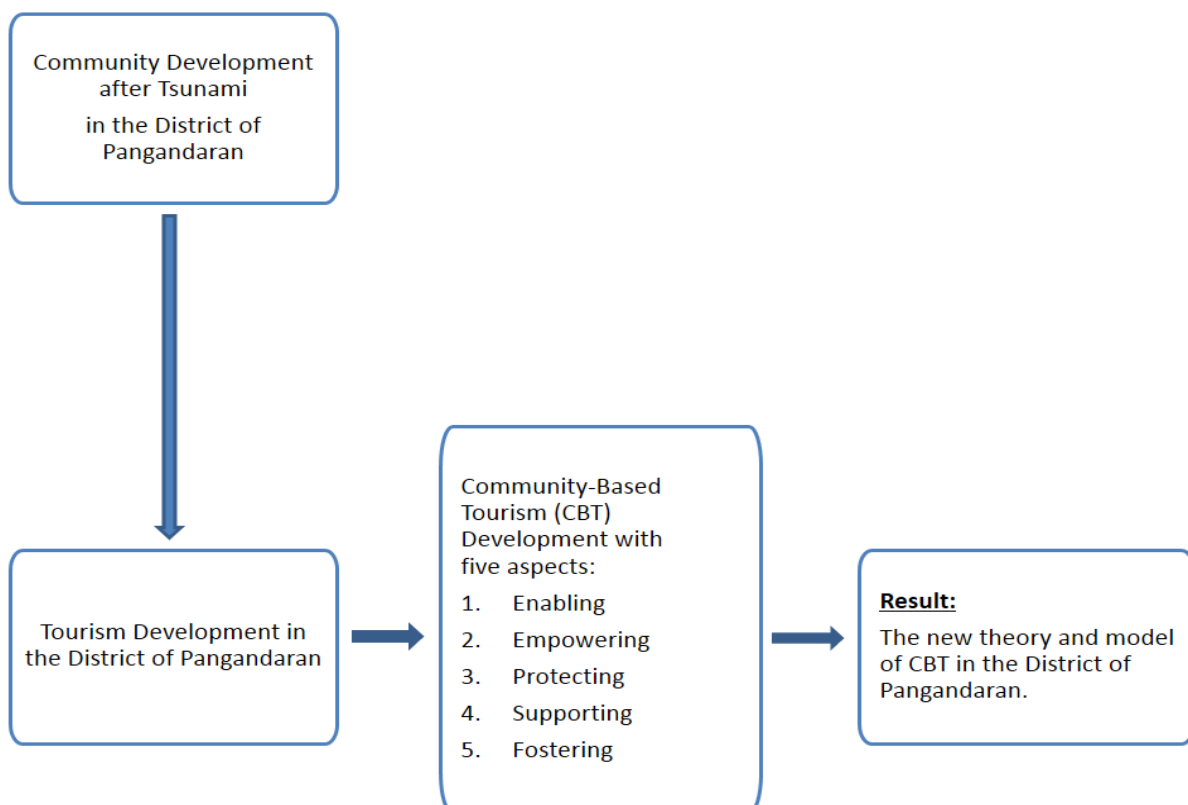 Community Development
after Tsunami
in the District of
Pangandaran
Tourism Development in
the District of Pangandaran
Community-Based
Tourism (CBT)
Development with
five aspects:
1. Enabling
2. Empowering
3. Protecting
4. Supporting
5. Fostering
Result:
The new theory and model
of CBT in the District of
Pangandaran.